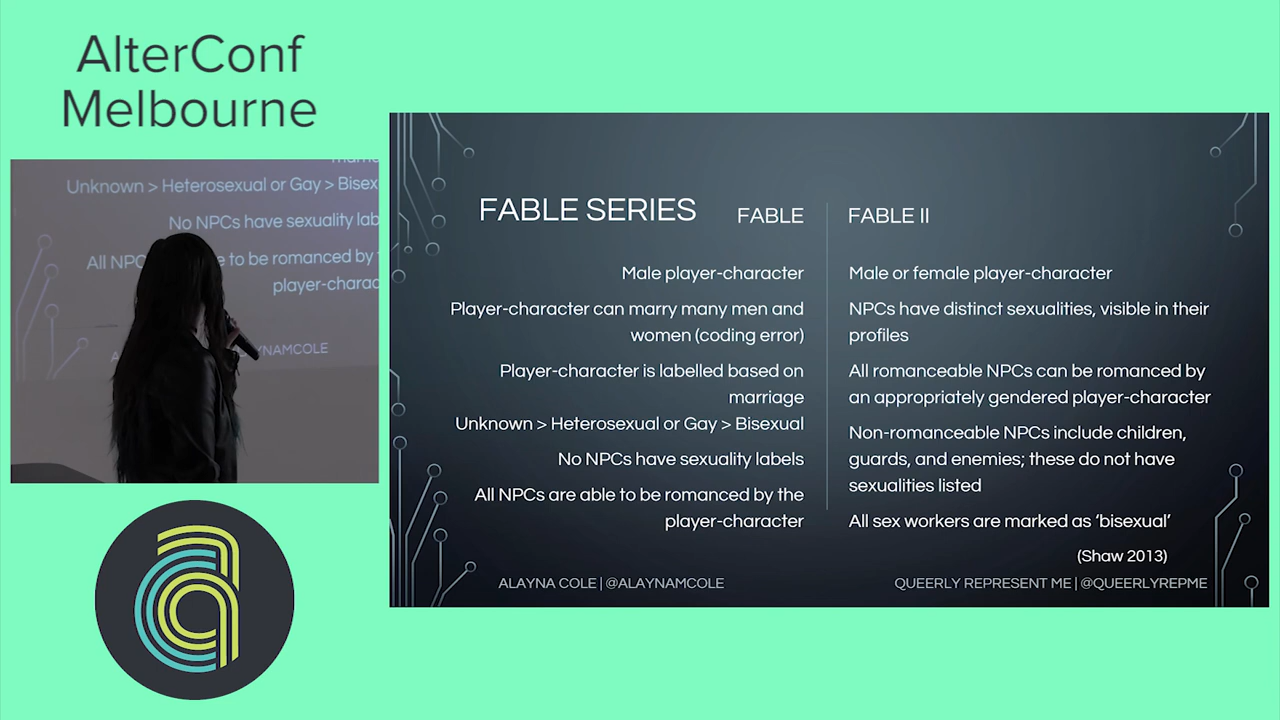 AlterConf
Melbourne
Unknown > Heterosexual or Gay >
No NPCs have sexuality
All to be romanced by
FABLE SERIES
FABLE
Male player-character
Player-character can marry many men and
women (coding error)
Player-character is labelled based on
marriage
Unknown > Heterosexual or Gay > Bisexual
No NPCs have sexuality labels
All NPCs are able to be romanced by the
player-character
FABLE II
Male or female player-character
NPCs have distinct sexualities, visible in their
profiles
All romanceable NPCs can be romanced by
an appropriately gendered player-character
Non-romanceable NPCs include children,
guards, and enemies; these do not have
sexualities listed
All sex workers are marked as ‘bisexual’
(Shaw 2013)
ALAYNA COLE | @ALAYNAMCOLE
QUEERLY REPRESENT ME | @QUEERLYREPME